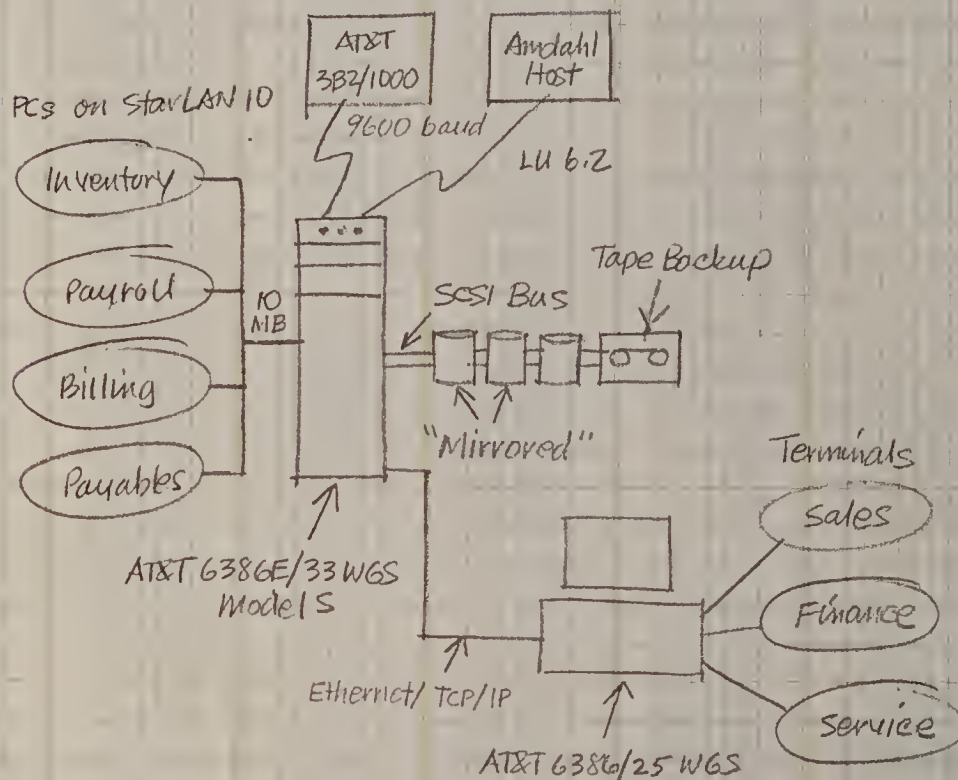 AT&T
3B2/1000
Amdahl
Host
PCs on StarLAN 10
9600 baud
LU 6.2
Inventory
Payroll
Billing
Payables
10
MB
SCSI Bus
Tape Backup
"Mirrored"
AT&T 6386E/33 WGS
Model S
Ethernet/TCP/IP
Terminals
Sales
Finance
Service
AT&T 6386/25 WGS